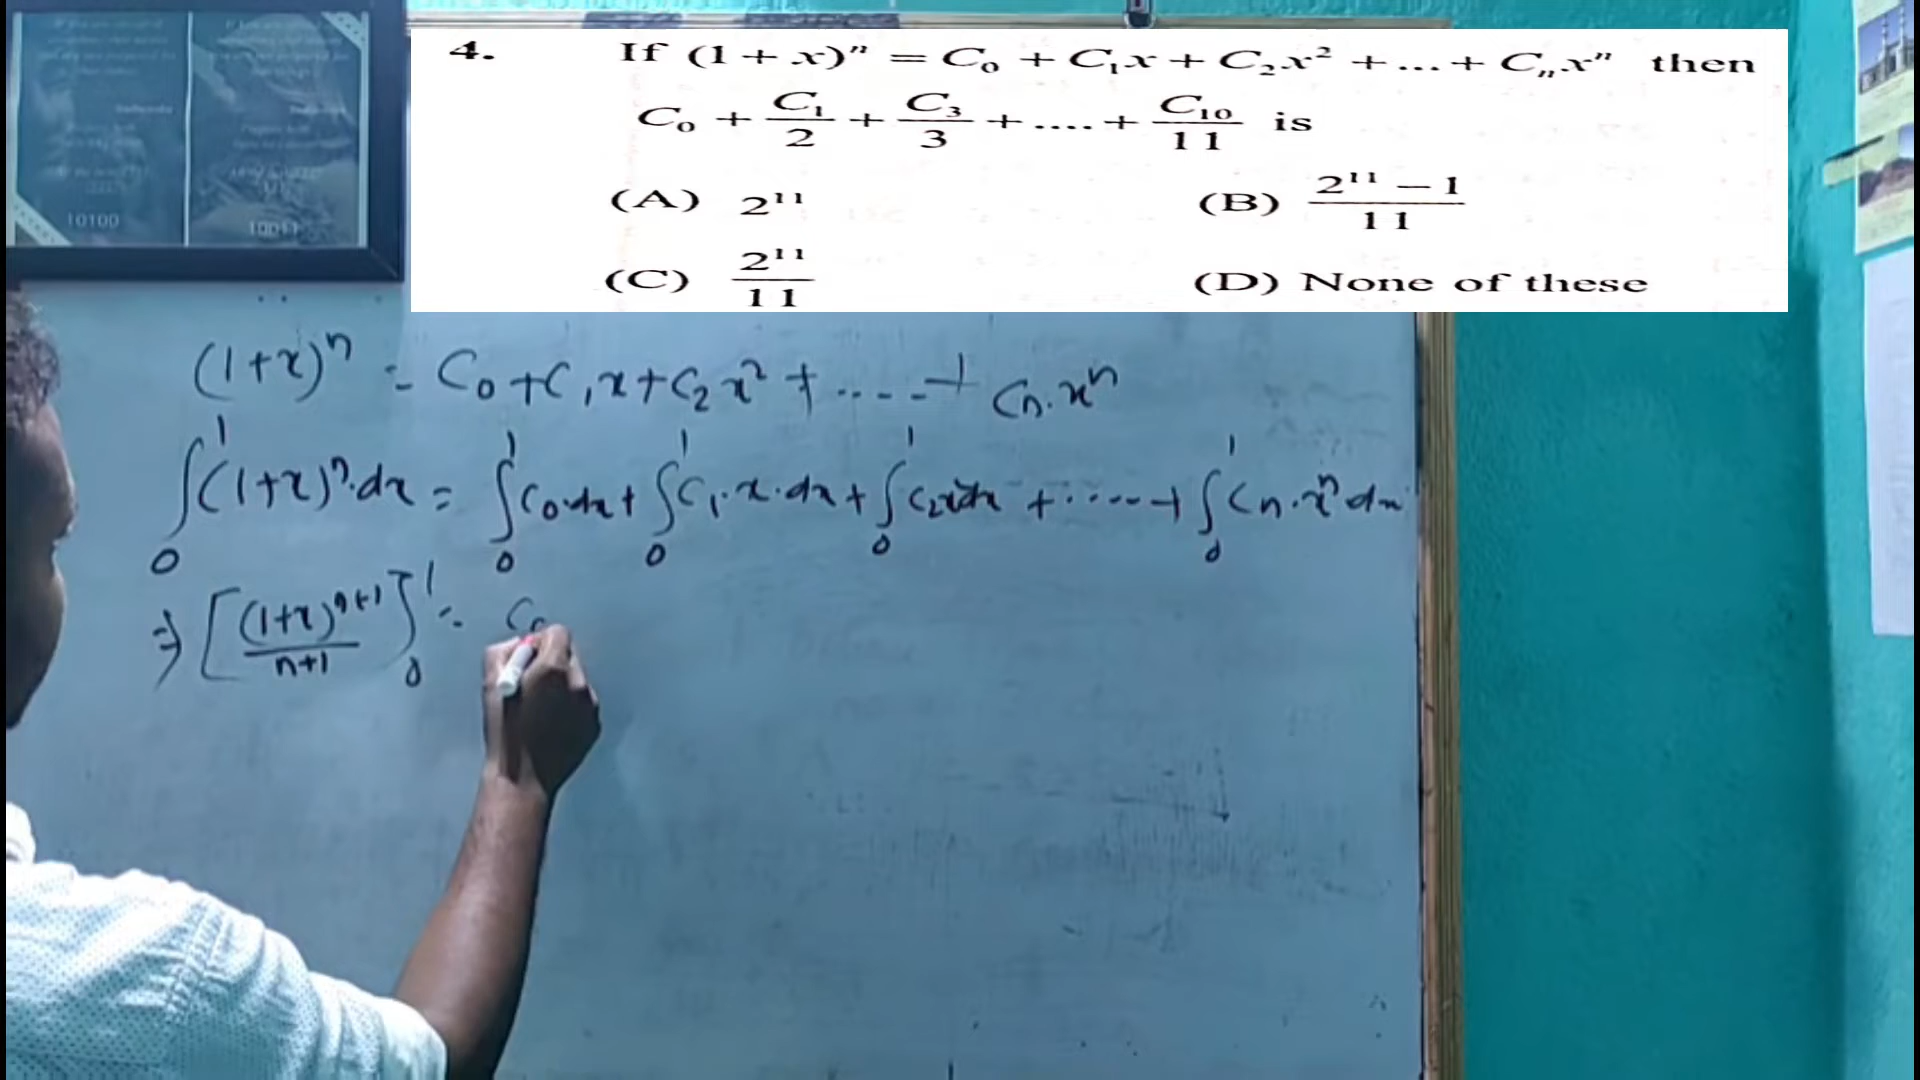 4. If (1 + x)ⁿ = C₀ + C₁x + C₂x² + ... + Cₙxⁿ then
C₀ + C₁/2 + C₃/3 + .... + C₁₀/11 is
(A) 2¹¹ (B) (2¹¹ − 1)/11
(C) 2¹¹/11 (D) None of these
10100
(1+x)ⁿ = C₀ + C₁x + C₂x² + ..... + Cₙ.xⁿ
∫₀¹(1+x)ⁿ.dx = ∫₀¹C₀.dx + ∫₀¹C₁.x.dx + ∫₀¹C₂x²dx + ..... + ∫₀¹Cₙ.xⁿdx
⇒ [(1+x)ⁿ⁺¹/(n+1)]₀¹ =